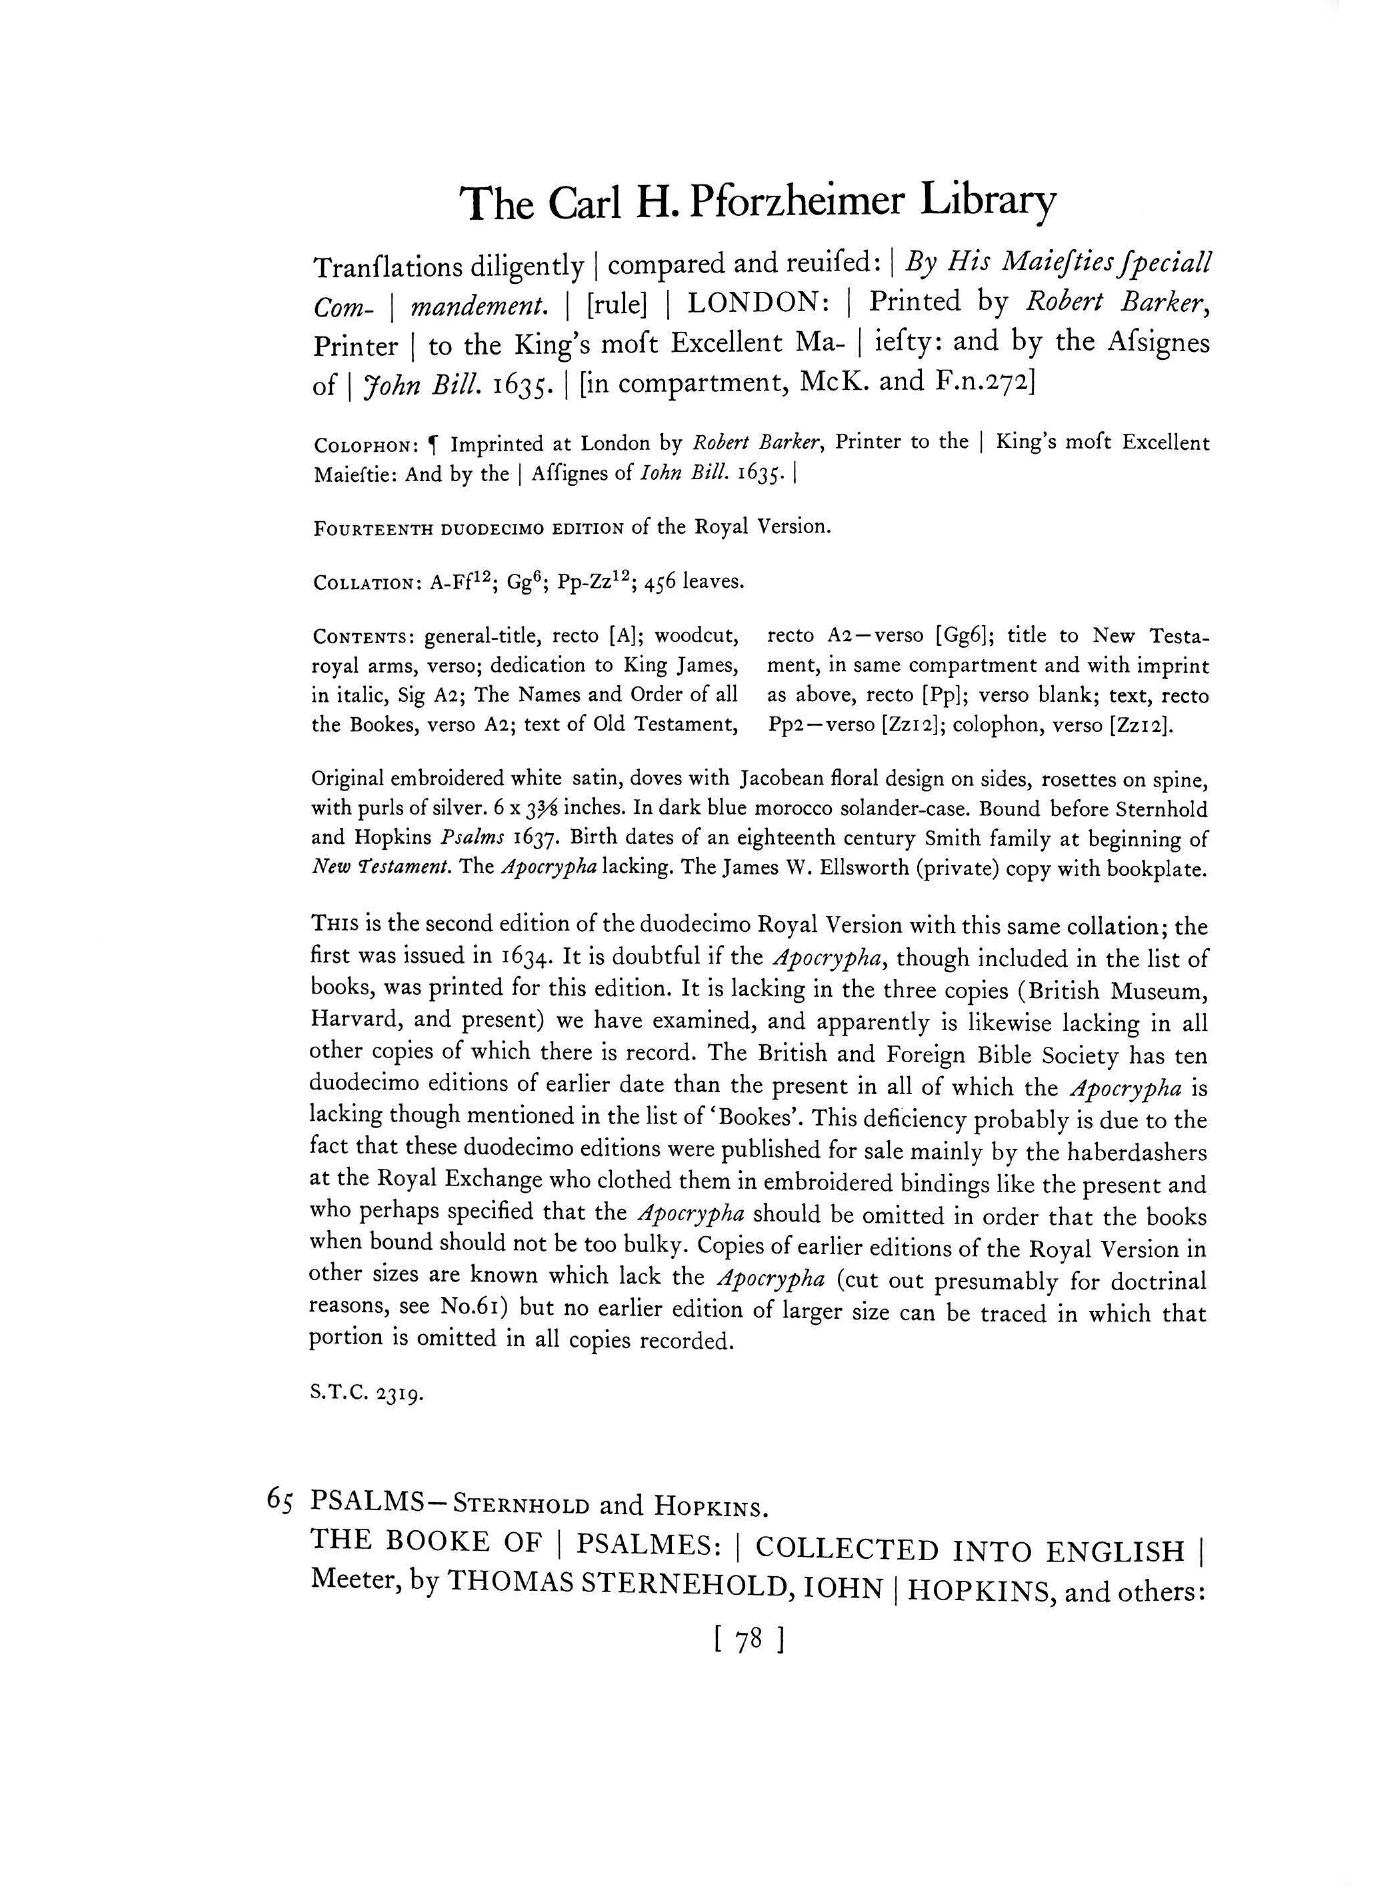 The Carl H. Pforzheimer Library
Tranſlations diligently | compared and reuiſed: | By His Maieſties ſpeciall
Com- | mandement. | [rule] | LONDON: | Printed by Robert Barker,
Printer | to the King's moſt Excellent Ma- | ieſty: and by the Aſsignes
of | John Bill. 1635. | [in compartment, McK. and F.n.272]
COLOPHON: ¶ Imprinted at London by Robert Barker, Printer to the | King's moſt Excellent
Maieſtie: And by the | Aſſignes of Iohn Bill. 1635. |
FOURTEENTH DUODECIMO EDITION of the Royal Version.
COLLATION: A-Ff¹²; Gg⁶; Pp-Zz¹²; 456 leaves.
CONTENTS: general-title, recto [A]; woodcut,
royal arms, verso; dedication to King James,
in italic, Sig A2; The Names and Order of all
the Bookes, verso A2; text of Old Testament,
recto A2—verso [Gg6]; title to New Testa-
ment, in same compartment and with imprint
as above, recto [Pp]; verso blank; text, recto
Pp2—verso [Zz12]; colophon, verso [Zz12].
Original embroidered white satin, doves with Jacobean floral design on sides, rosettes on spine,
with purls of silver. 6 x 3⅜ inches. In dark blue morocco solander-case. Bound before Sternhold
and Hopkins Psalms 1637. Birth dates of an eighteenth century Smith family at beginning of
New Testament. The Apocrypha lacking. The James W. Ellsworth (private) copy with bookplate.
THIS is the second edition of the duodecimo Royal Version with this same collation; the
first was issued in 1634. It is doubtful if the Apocrypha, though included in the list of
books, was printed for this edition. It is lacking in the three copies (British Museum,
Harvard, and present) we have examined, and apparently is likewise lacking in all
other copies of which there is record. The British and Foreign Bible Society has ten
duodecimo editions of earlier date than the present in all of which the Apocrypha is
lacking though mentioned in the list of 'Bookes'. This deficiency probably is due to the
fact that these duodecimo editions were published for sale mainly by the haberdashers
at the Royal Exchange who clothed them in embroidered bindings like the present and
who perhaps specified that the Apocrypha should be omitted in order that the books
when bound should not be too bulky. Copies of earlier editions of the Royal Version in
other sizes are known which lack the Apocrypha (cut out presumably for doctrinal
reasons, see No.61) but no earlier edition of larger size can be traced in which that
portion is omitted in all copies recorded.
S.T.C. 2319.
65 PSALMS—STERNHOLD and HOPKINS.
THE BOOKE OF | PSALMES: | COLLECTED INTO ENGLISH |
Meeter, by THOMAS STERNEHOLD, IOHN | HOPKINS, and others:
[ 78 ]